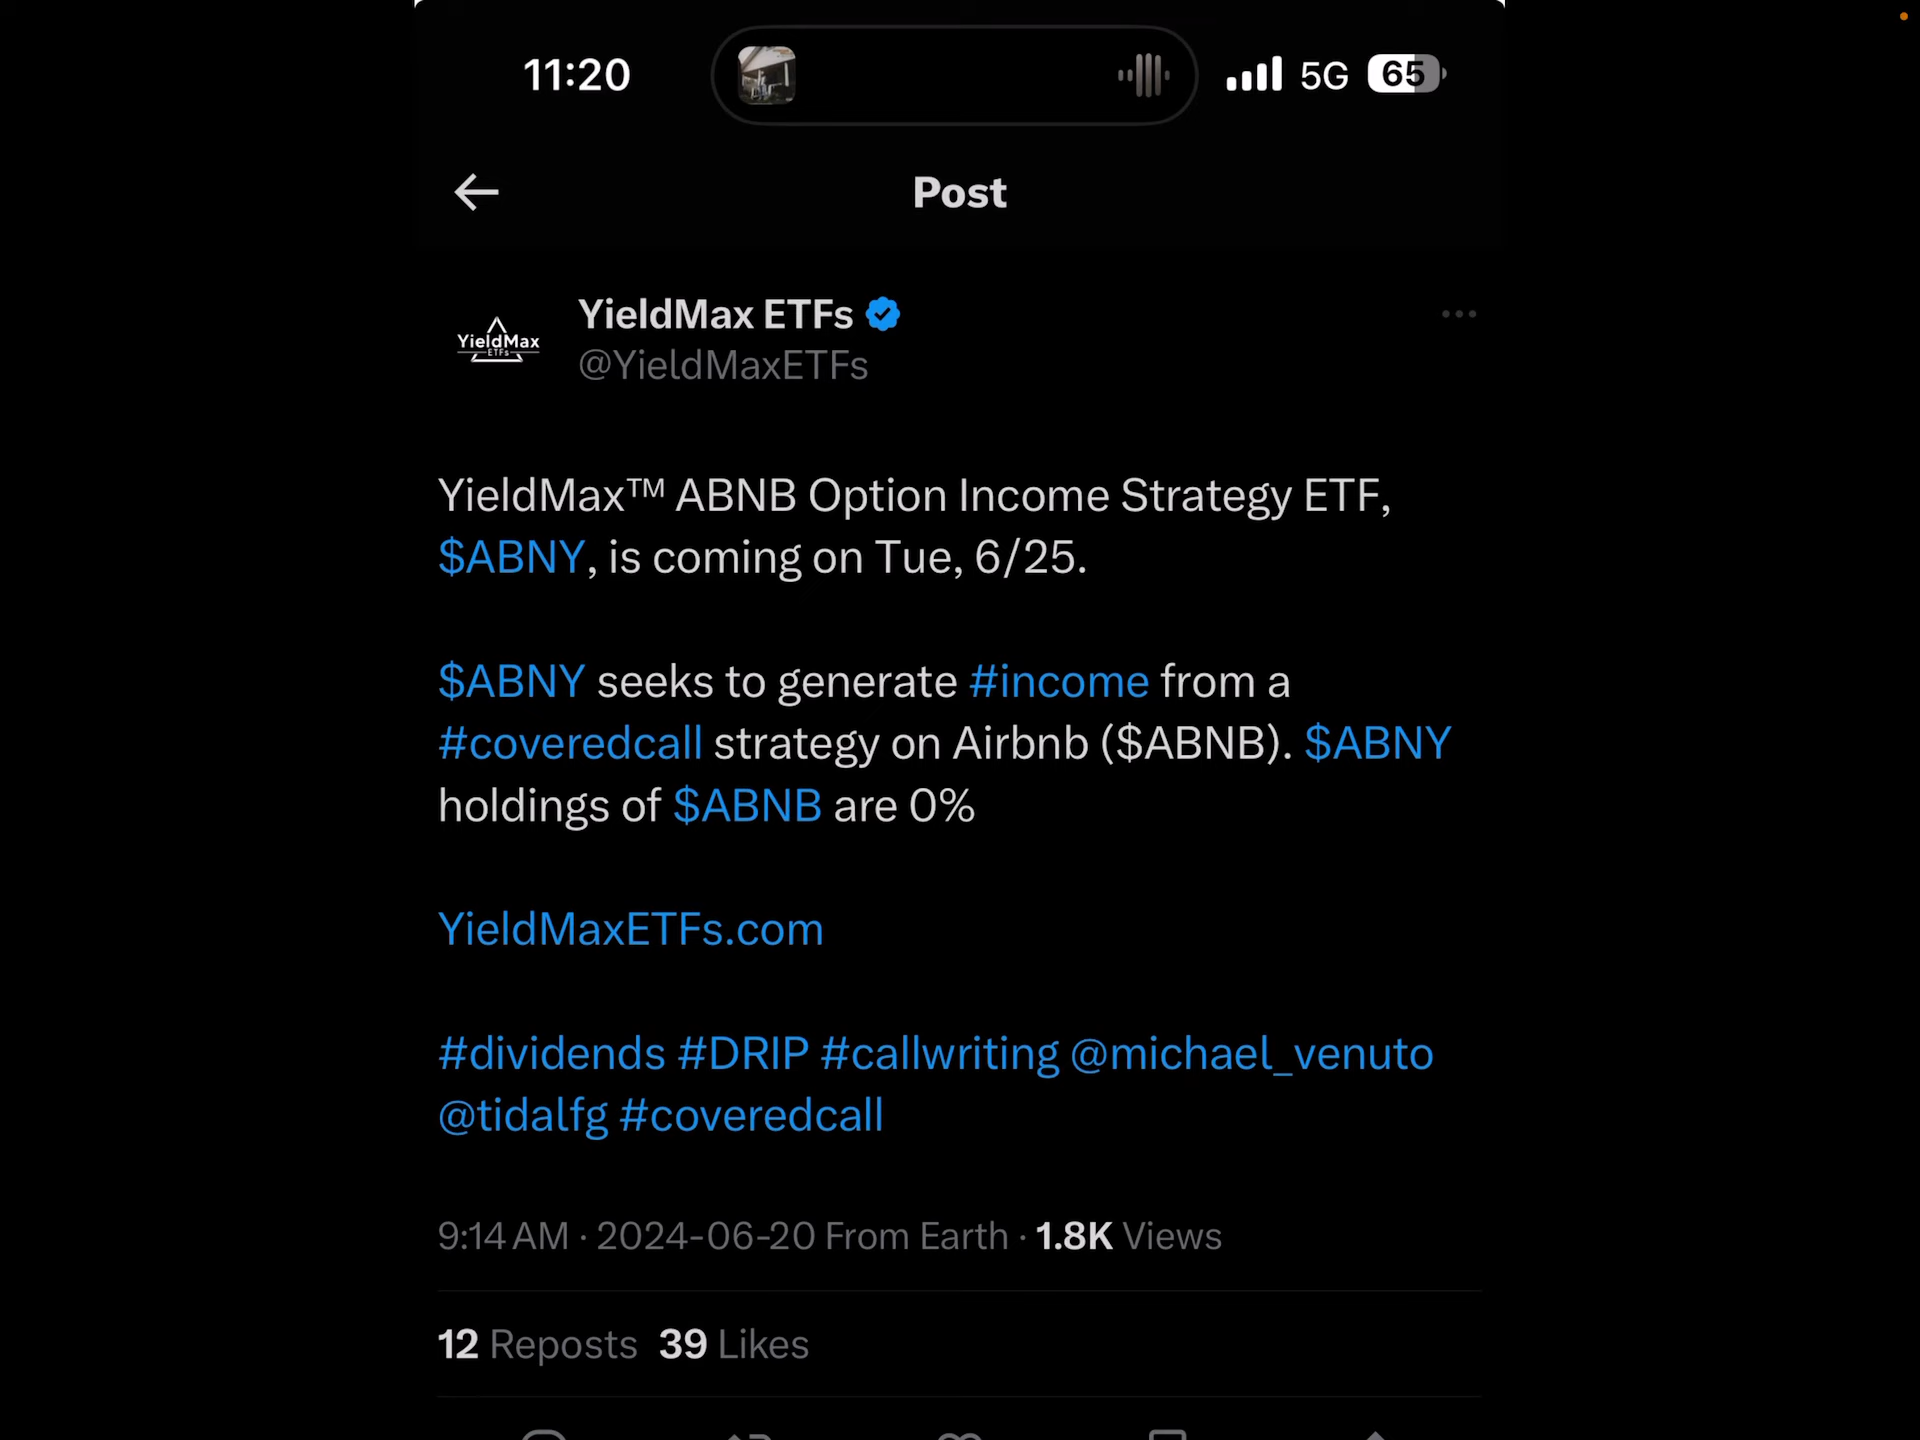 11:20
5G
65
Post
YieldMax
ETFs
YieldMax ETFs
@YieldMaxETFs
YieldMax™ ABNB Option Income Strategy ETF,
$ABNY, is coming on Tue, 6/25.
$ABNY seeks to generate #income from a
#coveredcall strategy on Airbnb ($ABNB). $ABNY
holdings of $ABNB are 0%
YieldMaxETFs.com
#dividends #DRIP #callwriting @michael_venuto
@tidalfg #coveredcall
9:14 AM · 2024-06-20 From Earth · 1.8K Views
12 Reposts 39 Likes